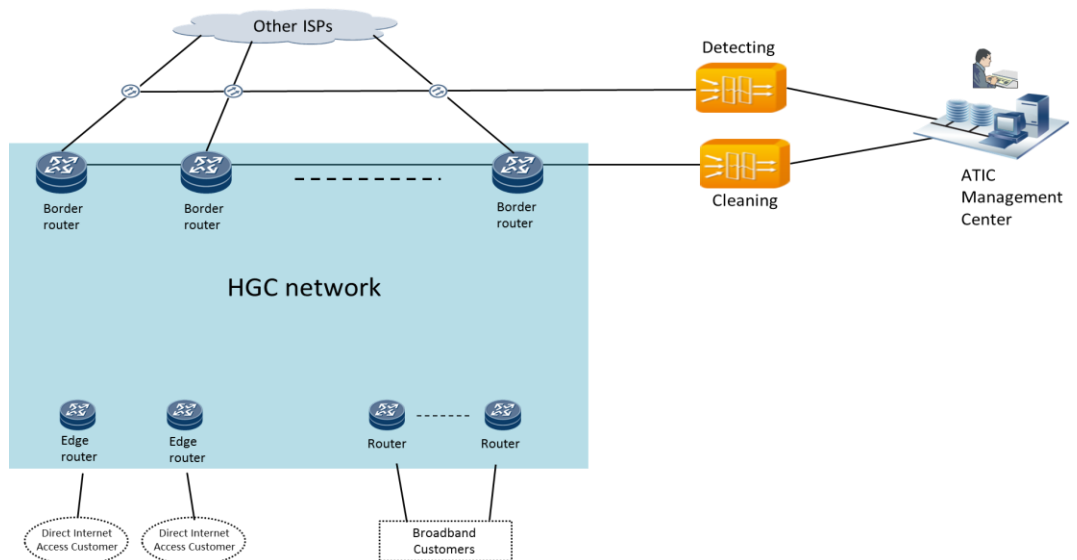 Other ISPs
Detecting
Cleaning
ATIC
Management
Center
Border
router
Border
router
Border
router
HGC network
Edge
router
Edge
router
Router
Router
Direct Internet
Access Customer
Direct Internet
Access Customer
Broadband
Customers